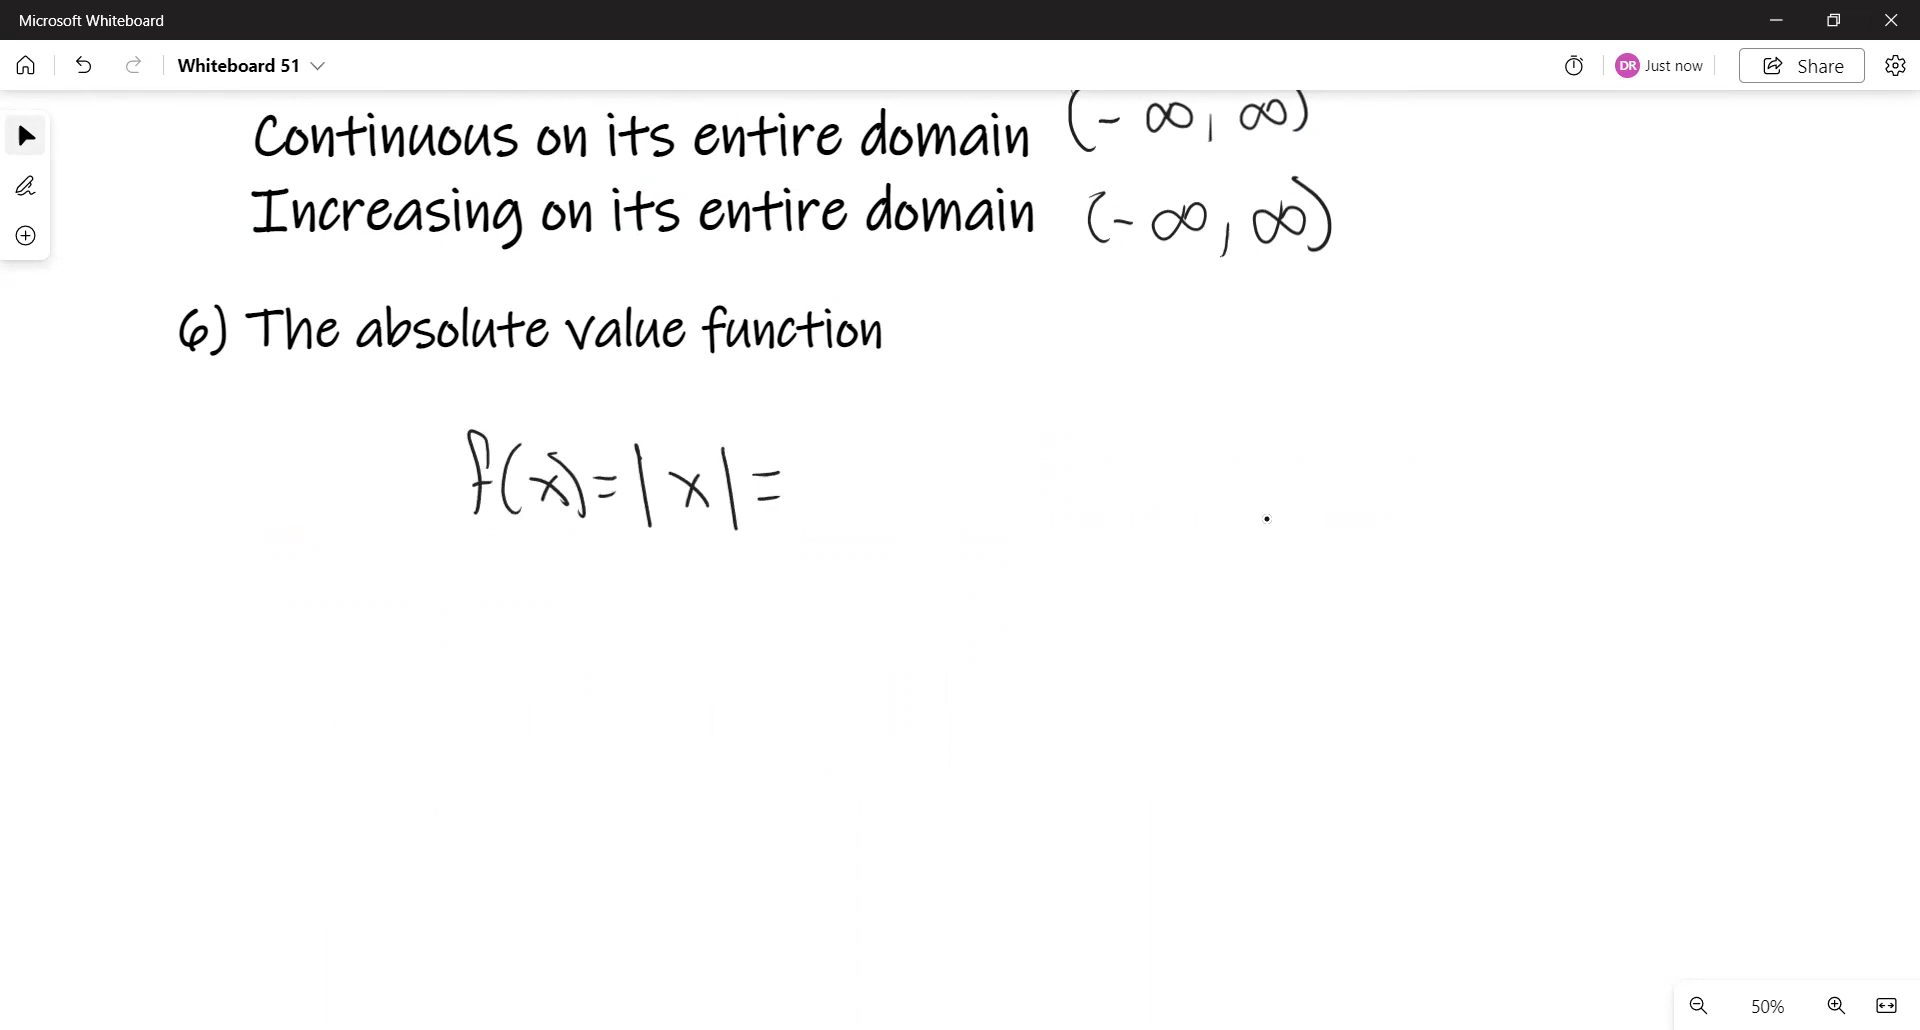 Microsoft Whiteboard
Whiteboard 51
DR Just now
Share
Continuous on its entire domain (-∞, ∞)
Increasing on its entire domain (-∞, ∞)
6) The absolute value function
f(x)=|x|=
50%